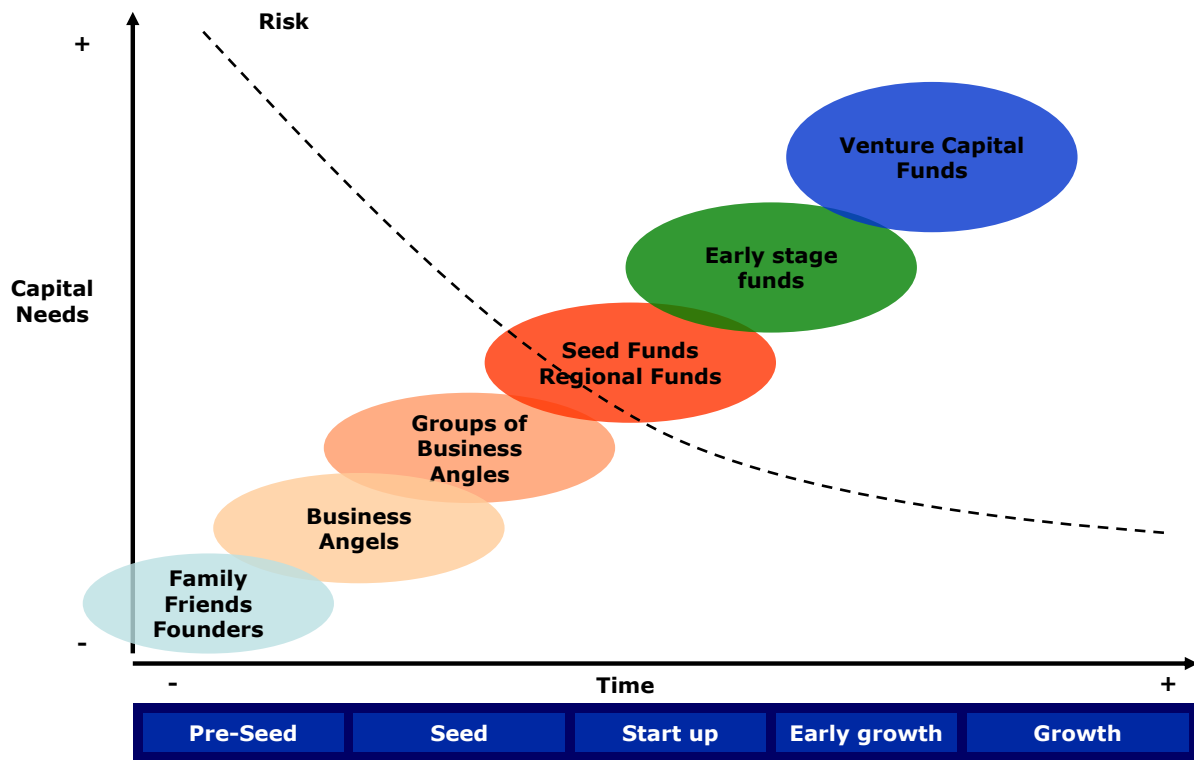 Risk
+
Venture Capital
Funds
Early stage
funds
Capital
Needs
Seed Funds
Regional Funds
Groups of
Business
Angles
Business
Angels
Family
Friends
Founders
-
-
Time
+
Pre-Seed
Seed
Start up
Early growth
Growth